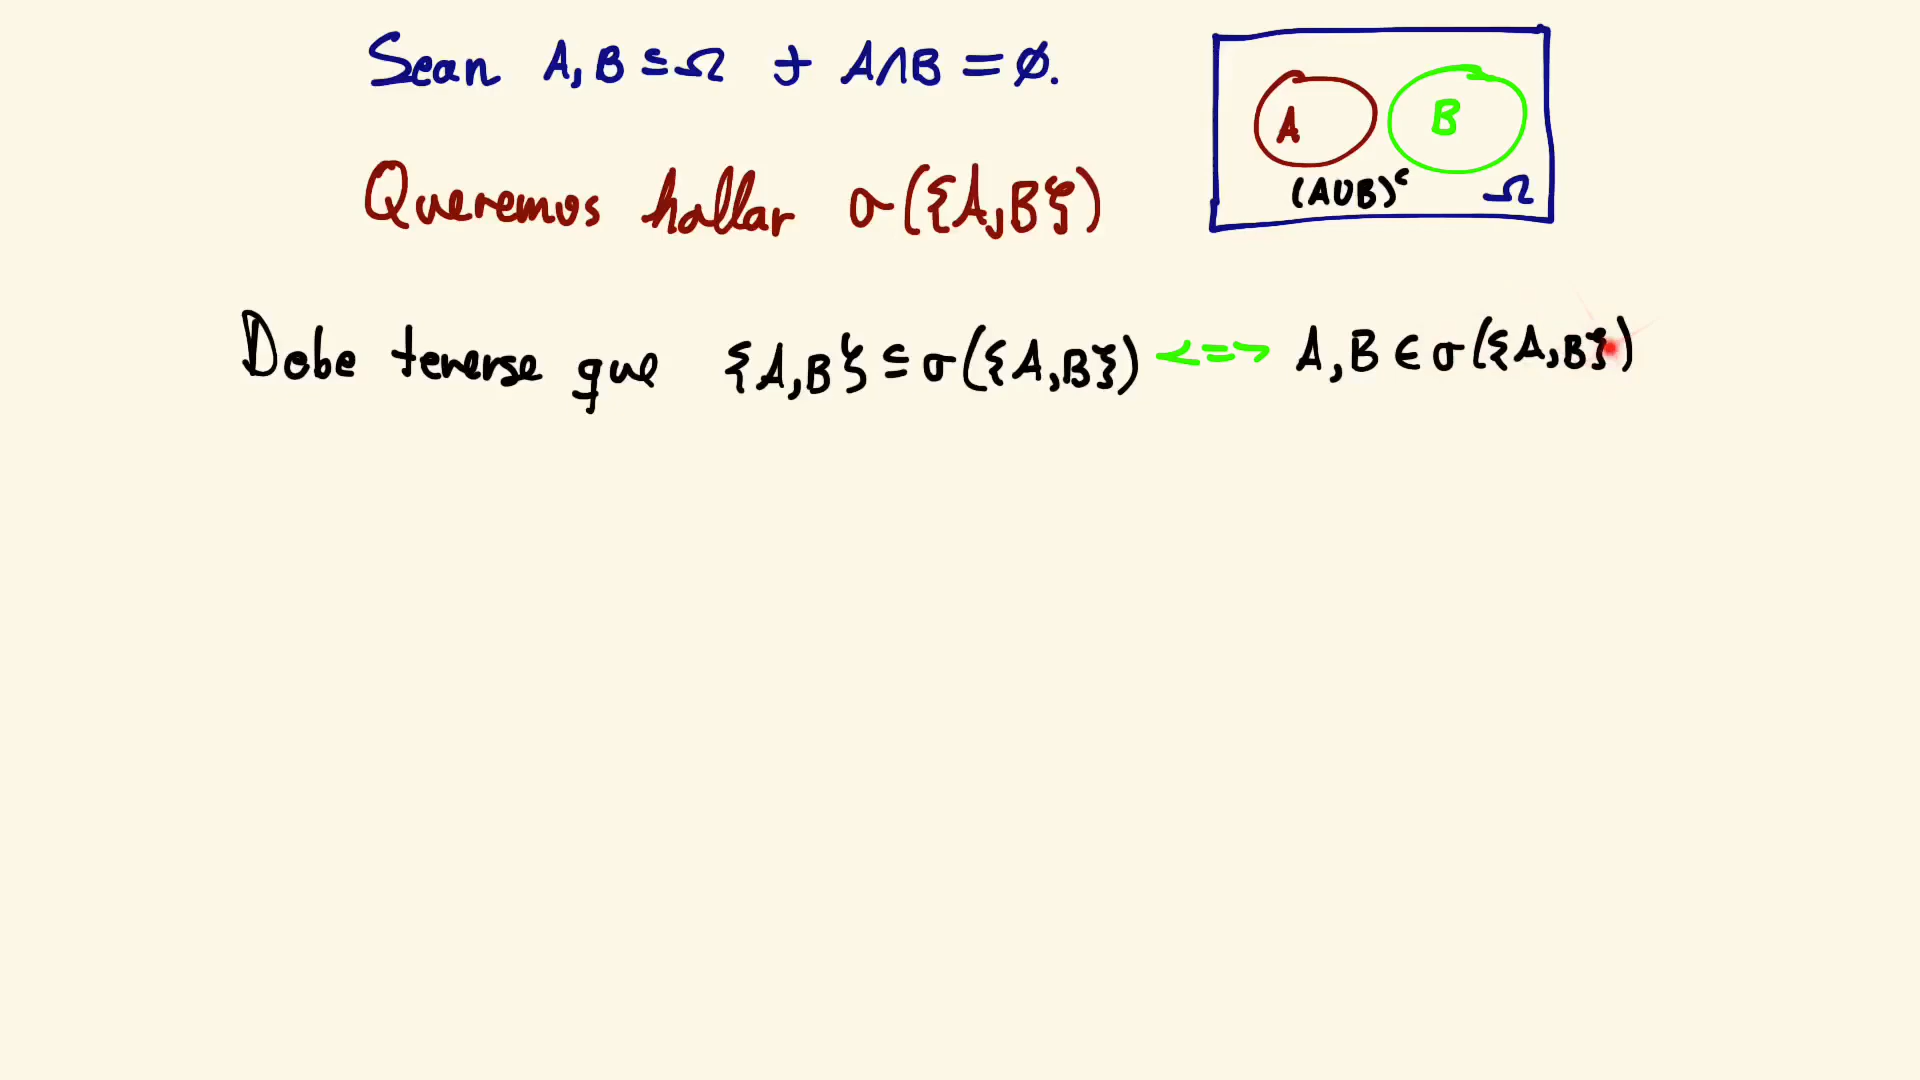 Sean A, B ⊆ Ω t A∩B = ∅.
Queremos hallar σ({A,B})
A
B
(A∪B)ᶜ
Ω
Debe tenerse que {A,B} ⊆ σ({A,B}) <=> A,B ∈ σ({A,B})